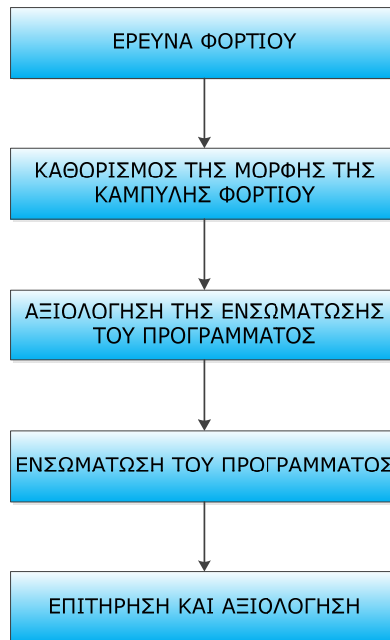 ΕΡΕΥΝΑ ΦΟΡΤΙΟΥ
ΚΑΘΟΡΙΣΜΟΣ ΤΗΣ ΜΟΡΦΗΣ ΤΗΣ
ΚΑΜΠΥΛΗΣ ΦΟΡΤΙΟΥ
ΑΞΙΟΛΟΓΗΣΗ ΤΗΣ ΕΝΣΩΜΑΤΩΣΗΣ
ΤΟΥ ΠΡΟΓΡΑΜΜΑΤΟΣ
ΕΝΣΩΜΑΤΩΣΗ ΤΟΥ ΠΡΟΓΡΑΜΜΑΤΟΣ
ΕΠΙΤΗΡΗΣΗ ΚΑΙ ΑΞΙΟΛΟΓΗΣΗ